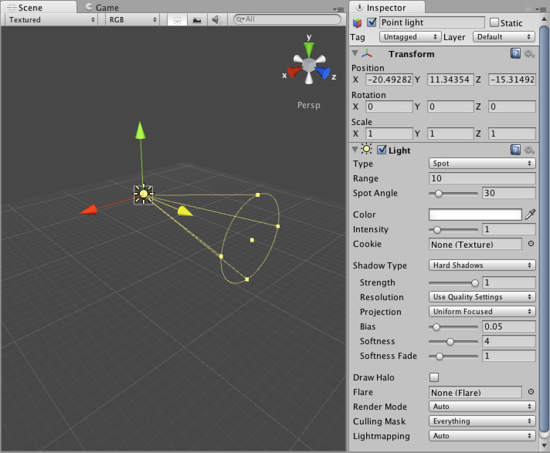 Scene
Game
Inspector
Textured
RGB
All
y
x
z
Persp
Point light
Static
Tag
Untagged
Layer
Default
Transform
Position
X -20.49282 Y 11.34354 Z -15.31492
Rotation
X 0 Y 0 Z 0
Scale
X 1 Y 1 Z 1
Light
Type Spot
Range 10
Spot Angle 30
Color
Intensity 1
Cookie None (Texture)
Shadow Type Hard Shadows
Strength 1
Resolution Use Quality Settings
Projection Uniform Focused
Bias 0.05
Softness 4
Softness Fade 1
Draw Halo
Flare None (Flare)
Render Mode Auto
Culling Mask Everything
Lightmapping Auto